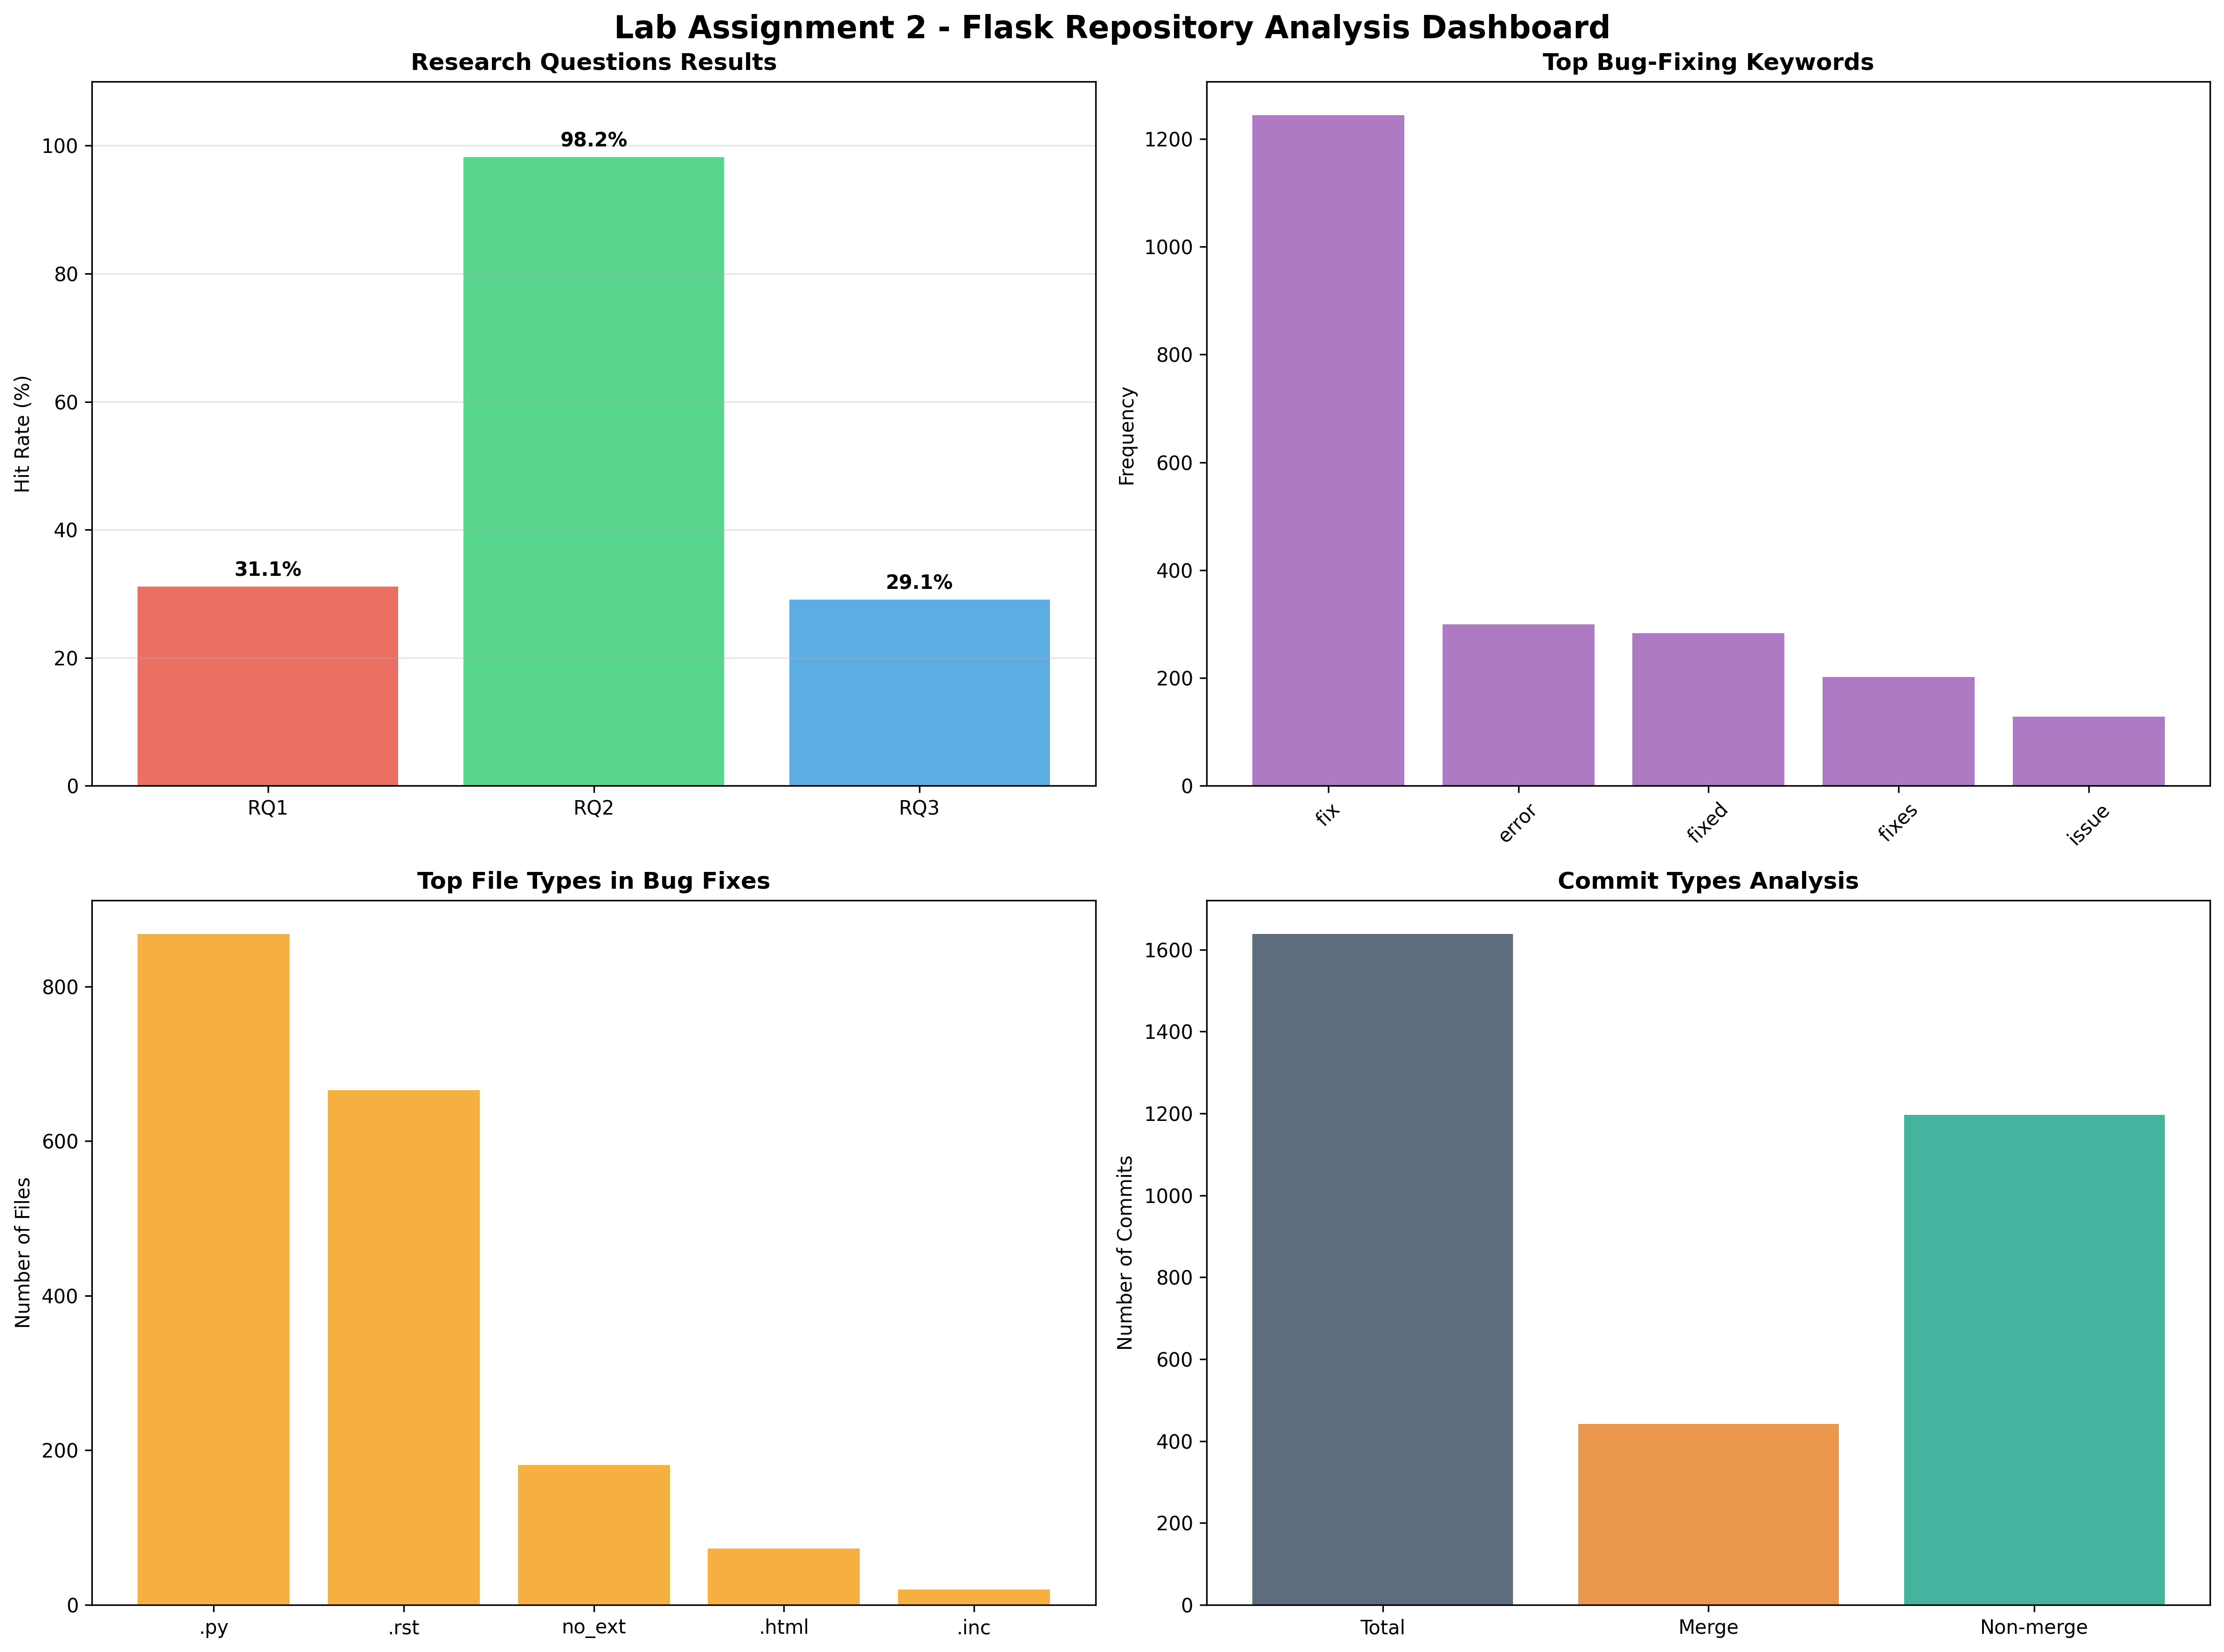 Lab Assignment 2 - Flask Repository Analysis Dashboard
Research Questions Results
Hit Rate (%)
100
80
60
40
20
0
31.1%
98.2%
29.1%
RQ1 RQ2 RQ3
Top Bug-Fixing Keywords
Frequency
1200
1000
800
600
400
200
0
fix error fixed fixes issue
Top File Types in Bug Fixes
Number of Files
800
600
400
200
0
.py .rst no_ext .html .inc
Commit Types Analysis
Number of Commits
1600
1400
1200
1000
800
600
400
200
0
Total Merge Non-merge